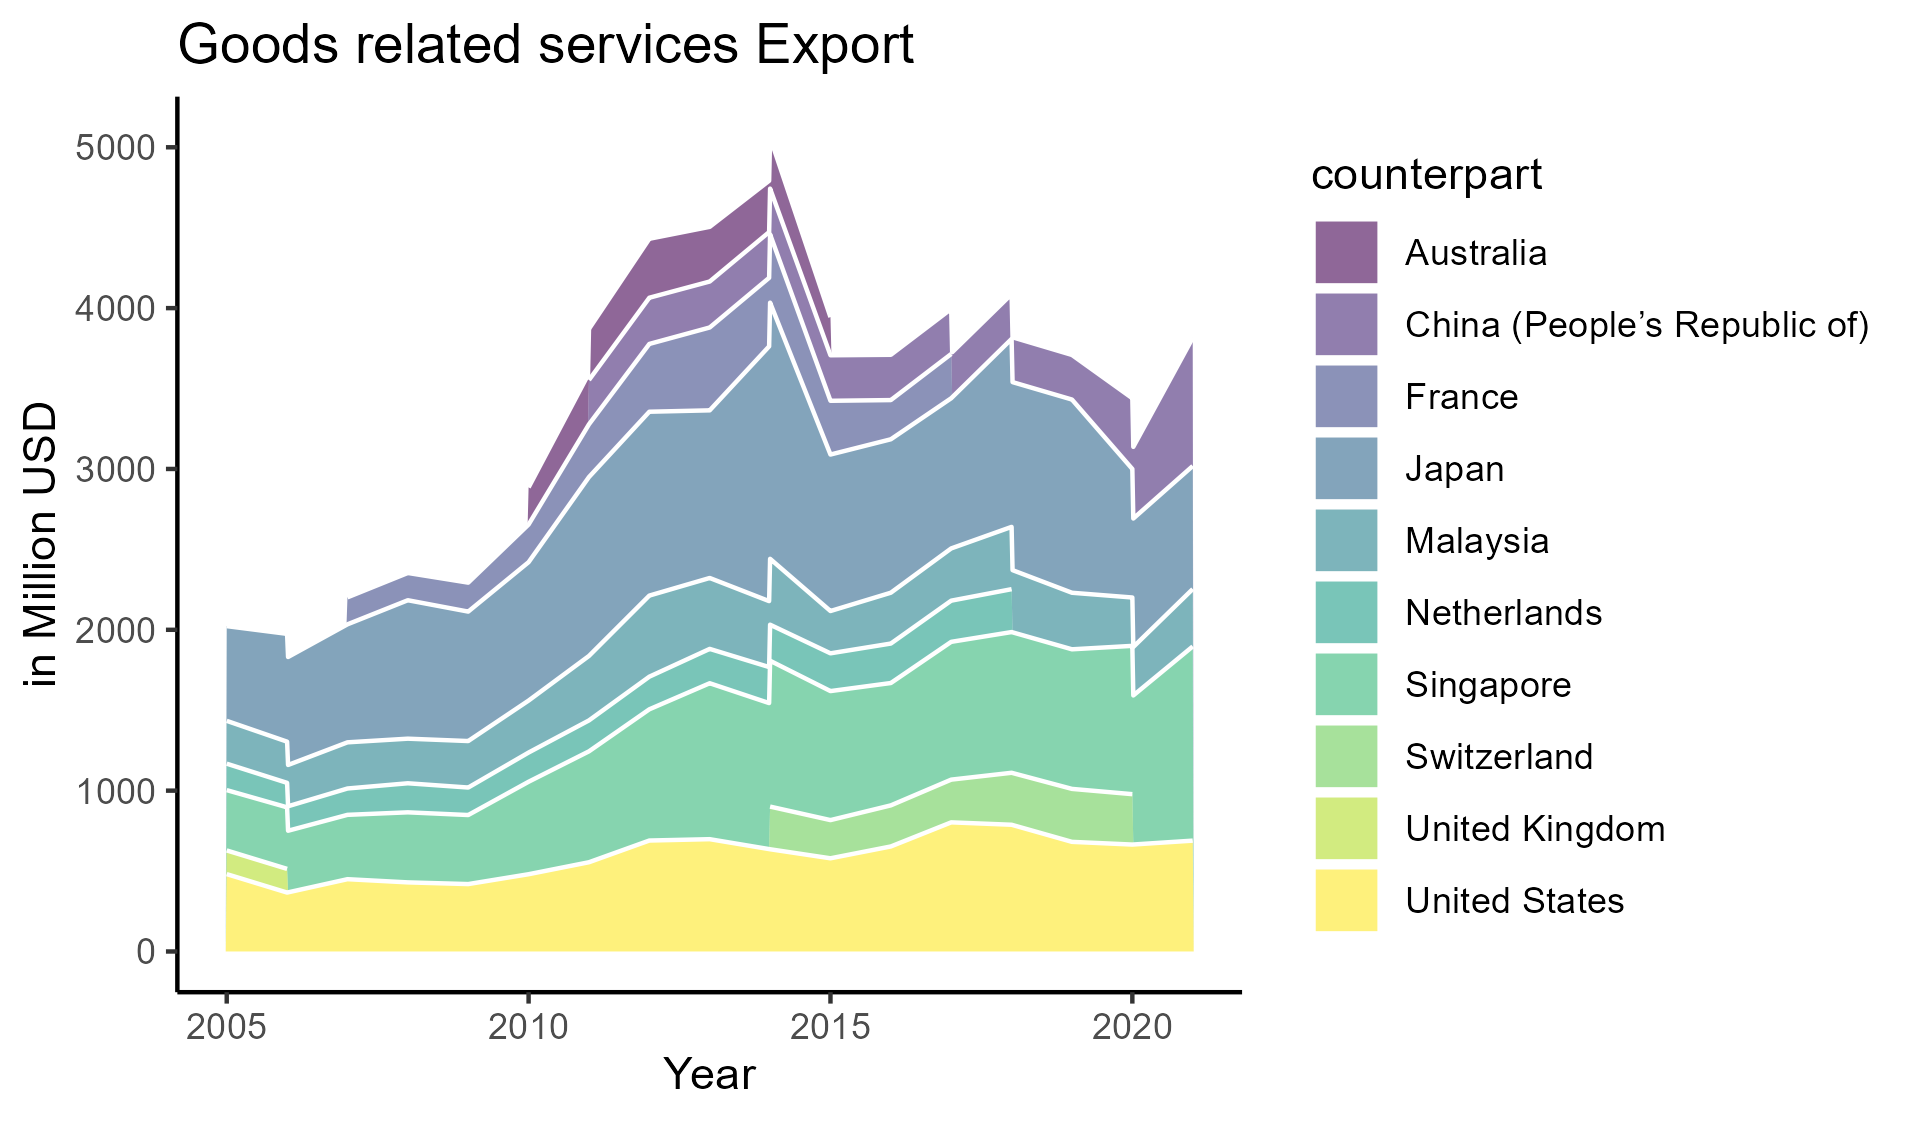 Goods related services Export
in Million USD
5000
4000
3000
2000
1000
0
2005
2010
2015
2020
Year
counterpart
Australia
China (People’s Republic of)
France
Japan
Malaysia
Netherlands
Singapore
Switzerland
United Kingdom
United States